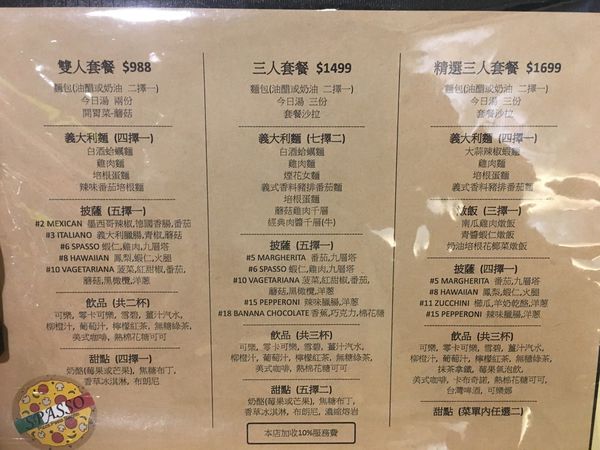 雙人套餐 $988
麵包(油醋或奶油 二擇一)
今日湯 兩份
開胃菜-蘑菇
義大利麵 (四擇一)
白酒蛤蠣麵
雞肉麵
培根蛋麵
辣味番茄培根麵
披薩 (五擇一)
#2 MEXICAN 墨西哥辣椒,德國香腸,番茄
#3 ITALIANO 義大利臘腸,青椒,蘑菇
#6 SPASSO 蝦仁,雞肉,九層塔
#8 HAWAIIAN 鳳梨,蝦仁,火腿
#10 VAGETARIANA 菠菜,紅甜椒,番茄,
蘑菇,黑橄欖,洋蔥
飲品 (共二杯)
可樂, 零卡可樂, 雪碧, 薑汁汽水,
柳橙汁, 葡萄汁, 檸檬紅茶, 無糖綠茶,
美式咖啡, 熱棉花糖可可
甜點 (四擇一)
奶酪(莓果或芒果), 焦糖布丁,
香草冰淇淋, 布朗尼
SPASSO
三人套餐 $1499
麵包(油醋或奶油 二擇一)
今日湯 三份
套餐沙拉
義大利麵 (七擇二)
白酒蛤蠣麵
雞肉麵
煙花女麵
義式香料豬排番茄麵
培根蛋麵
蘑菇雞肉千層
經典肉醬千層(牛)
披薩 (五擇一)
#5 MARGHERITA 番茄,九層塔
#6 SPASSO 蝦仁,雞肉,九層塔
#10 VAGETARIANA 菠菜,紅甜椒,番茄,
蘑菇,黑橄欖,洋蔥
#15 PEPPERONI 辣味臘腸,洋蔥
#18 BANANA CHOCOLATE 香蕉,巧克力,棉花糖
飲品 (共三杯)
可樂, 零卡可樂, 雪碧, 薑汁汽水,
柳橙汁, 葡萄汁, 檸檬紅茶, 無糖綠茶,
美式咖啡, 熱棉花糖可可
甜點 (五擇二)
奶酪(莓果或芒果), 焦糖布丁,
香草冰淇淋, 布朗尼, 濃縮熔岩
本店加收10%服務費
精選三人套餐 $1699
麵包(油醋或奶油 二擇一)
今日湯 三份
套餐沙拉
義大利麵 (四擇一)
大蒜辣椒蝦麵
雞肉麵
培根蛋麵
義式香料豬排番茄麵
燉飯 (三擇一)
南瓜雞肉燉飯
青醬蝦仁燉飯
奶油培根花椰菜燉飯
披薩 (四擇一)
#5 MARGHERITA 番茄,九層塔
#8 HAWAIIAN 鳳梨,蝦仁,火腿
#11 ZUCCHINI 櫛瓜,羊奶乾酪,洋蔥
#15 PEPPERONI 辣味臘腸,洋蔥
飲品 (共三杯)
可樂, 零卡可樂, 雪碧, 薑汁汽水,
柳橙汁, 葡萄汁, 檸檬紅茶, 無糖綠茶,
抹茶拿鐵, 莓果氣泡飲,
美式咖啡, 卡布奇諾, 熱棉花糖可可,
台灣啤酒, 可樂娜
甜點 (菜單內任選二)